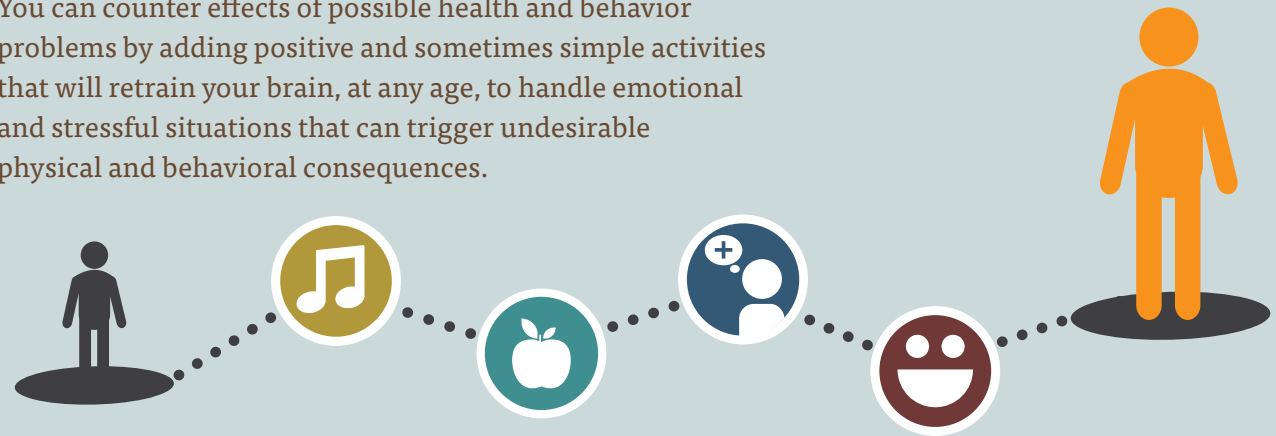 You can counter effects of possible health and behavior
problems by adding positive and sometimes simple activities
that will retrain your brain, at any age, to handle emotional
and stressful situations that can trigger undesirable
physical and behavioral consequences.